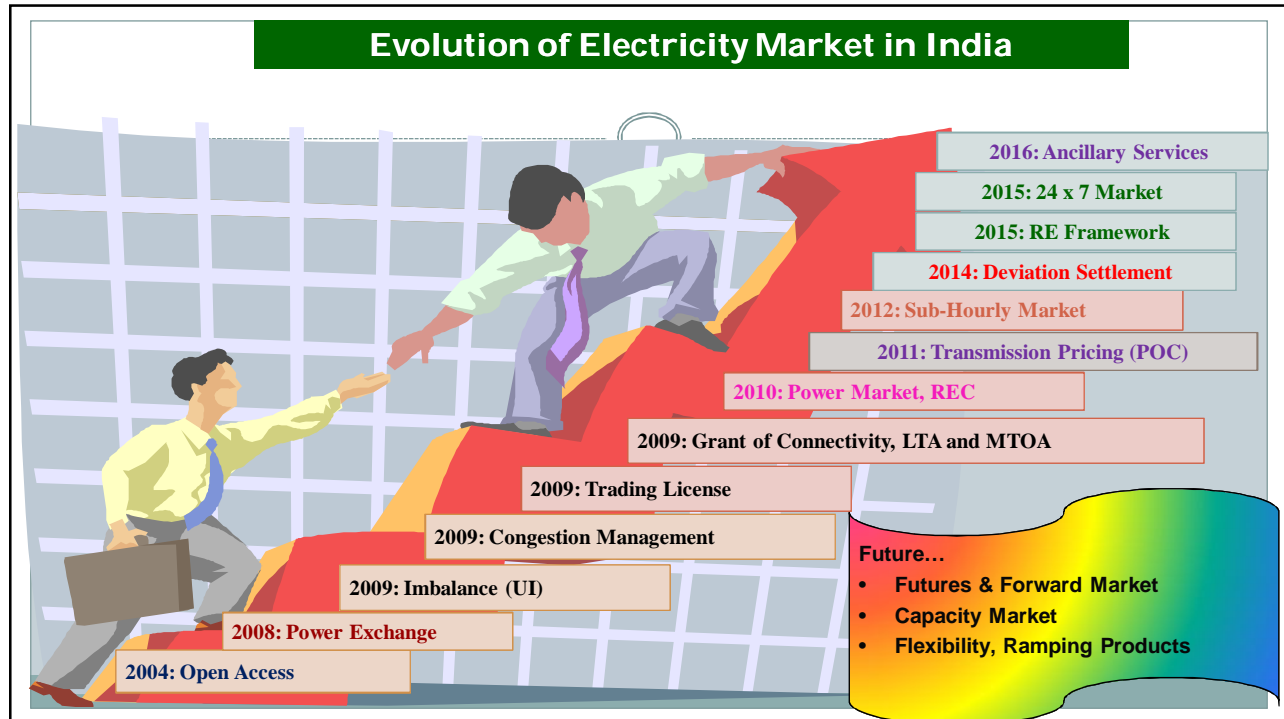 Evolution of Electricity Market in India
2016: Ancillary Services
2015: 24 x 7 Market
2015: RE Framework
2014: Deviation Settlement
2012: Sub-Hourly Market
2011: Transmission Pricing (POC)
2010: Power Market, REC
2009: Grant of Connectivity, LTA and MTOA
2009: Trading License
2009: Congestion Management
2009: Imbalance (UI)
2008: Power Exchange
2004: Open Access
Future…
• Futures & Forward Market
• Capacity Market
• Flexibility, Ramping Products